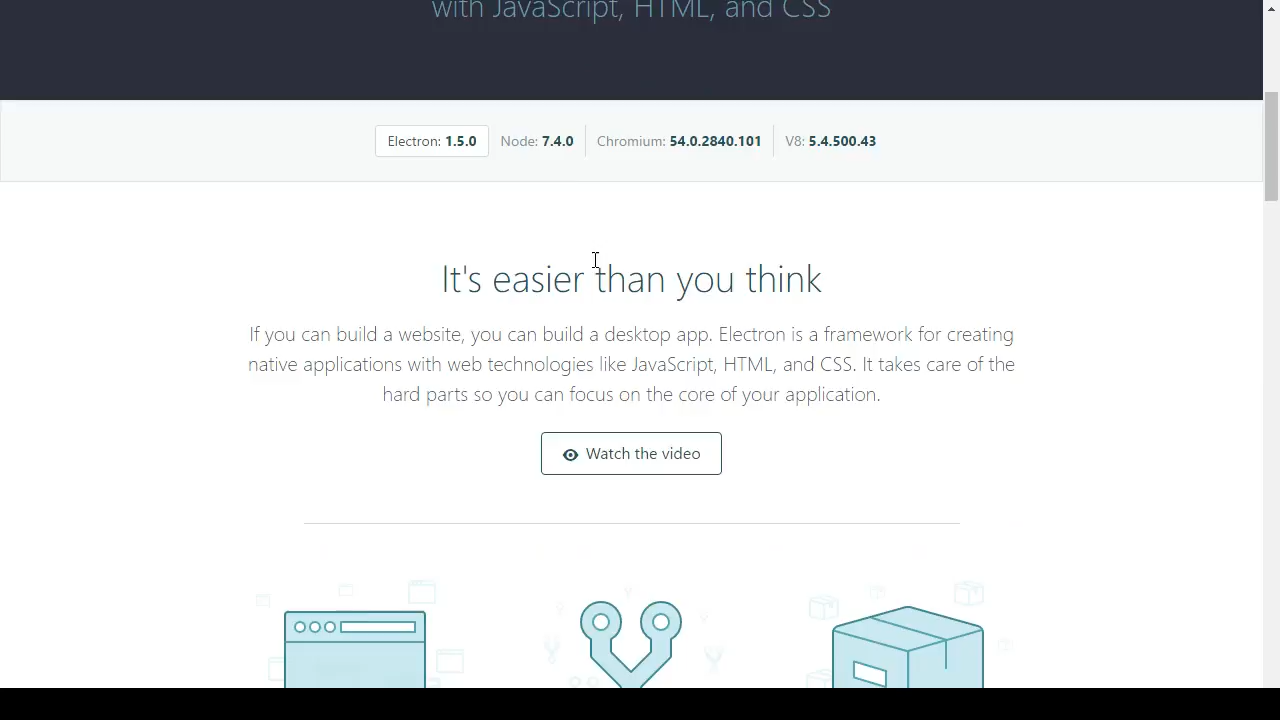 with JavaScript, HTML, and CSS
Electron: 1.5.0 Node: 7.4.0 Chromium: 54.0.2840.101 V8: 5.4.500.43
It's easier than you think
If you can build a website, you can build a desktop app. Electron is a framework for creating
native applications with web technologies like JavaScript, HTML, and CSS. It takes care of the
hard parts so you can focus on the core of your application.
Watch the video